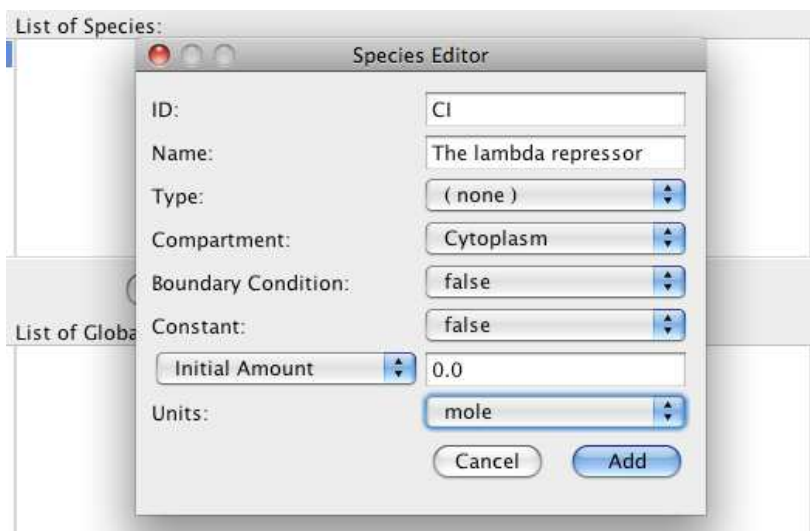 List of Species:
Species Editor
ID: CI
Name: The lambda repressor
Type: ( none )
Compartment: Cytoplasm
Boundary Condition: false
Constant: false
Initial Amount 0.0
Units: mole
Cancel Add
List of Globa